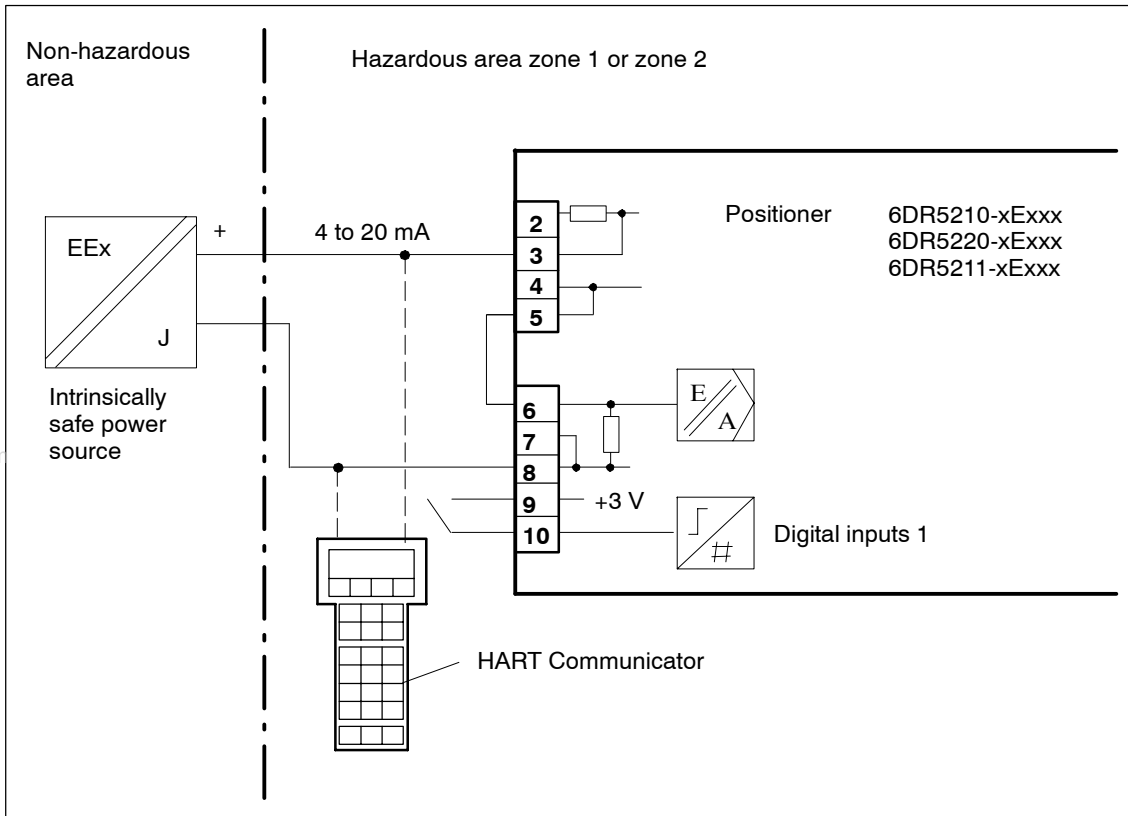 Non-hazardous
area
Hazardous area zone 1 or zone 2
EEx
J
+
4 to 20 mA
Intrinsically
safe power
source
2
3
4
5
6
7
8
9
10
Positioner
6DR5210-xExxx
6DR5220-xExxx
6DR5211-xExxx
E
A
+3 V
Digital inputs 1
HART Communicator